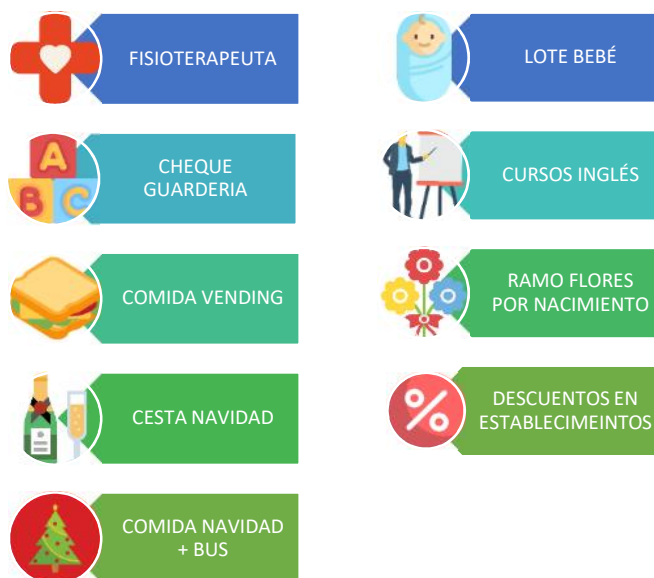 FISIOTERAPEUTA
LOTE BEBÉ
A
B C
CHEQUE
GUARDERIA
CURSOS INGLÉS
COMIDA VENDING
RAMO FLORES
POR NACIMIENTO
CESTA NAVIDAD
%
DESCUENTOS EN
ESTABLECIMEINTOS
COMIDA NAVIDAD
+ BUS